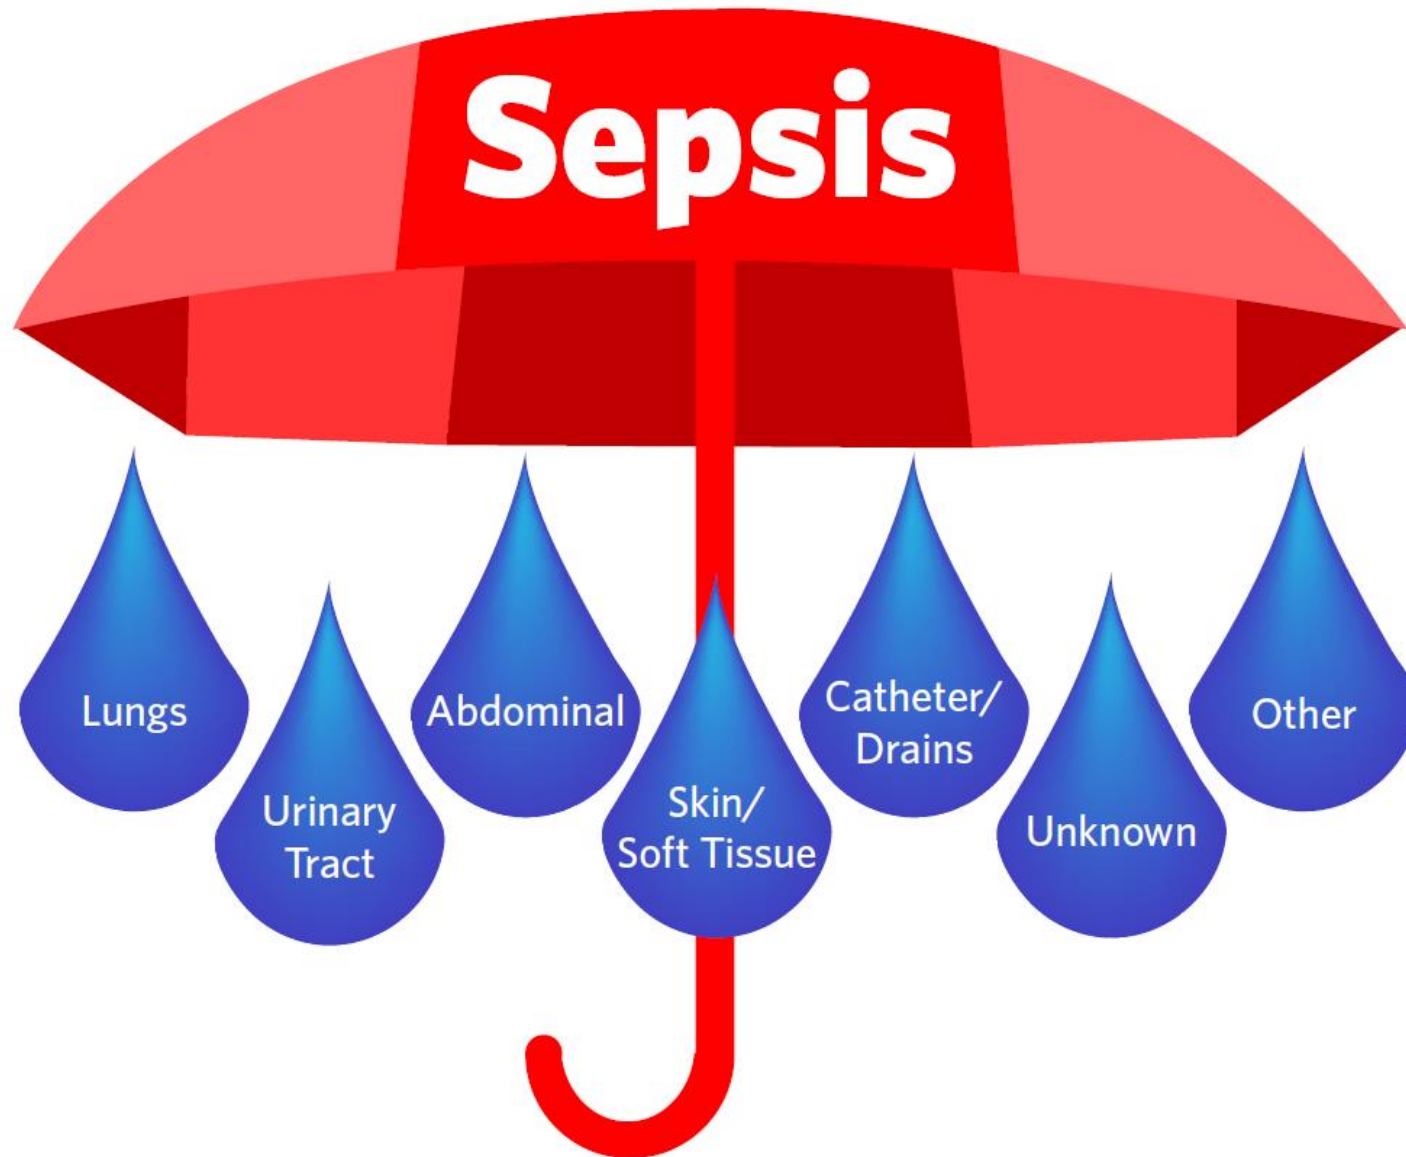 Sepsis
Lungs
Urinary
Tract
Abdominal
Skin/
Soft Tissue
Catheter/
Drains
Unknown
Other